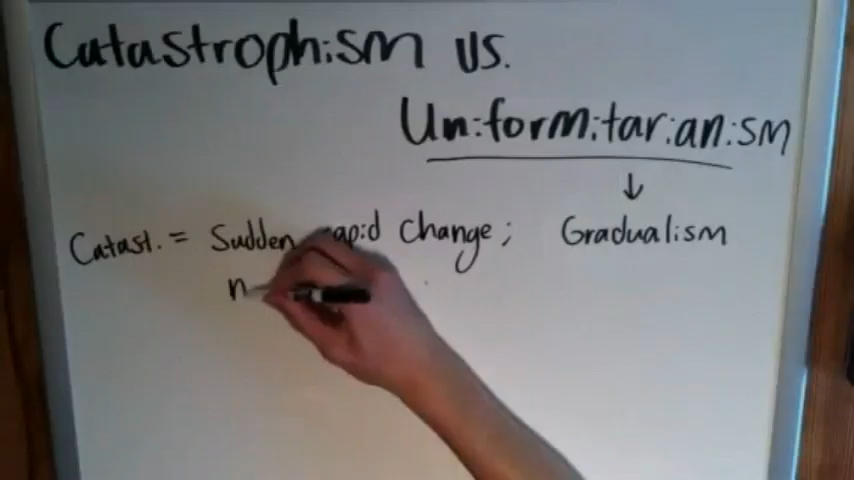 Catastrophism vs.
Uniformitarianism
↓
Catast. = Sudden rapid change; Gradualism
n